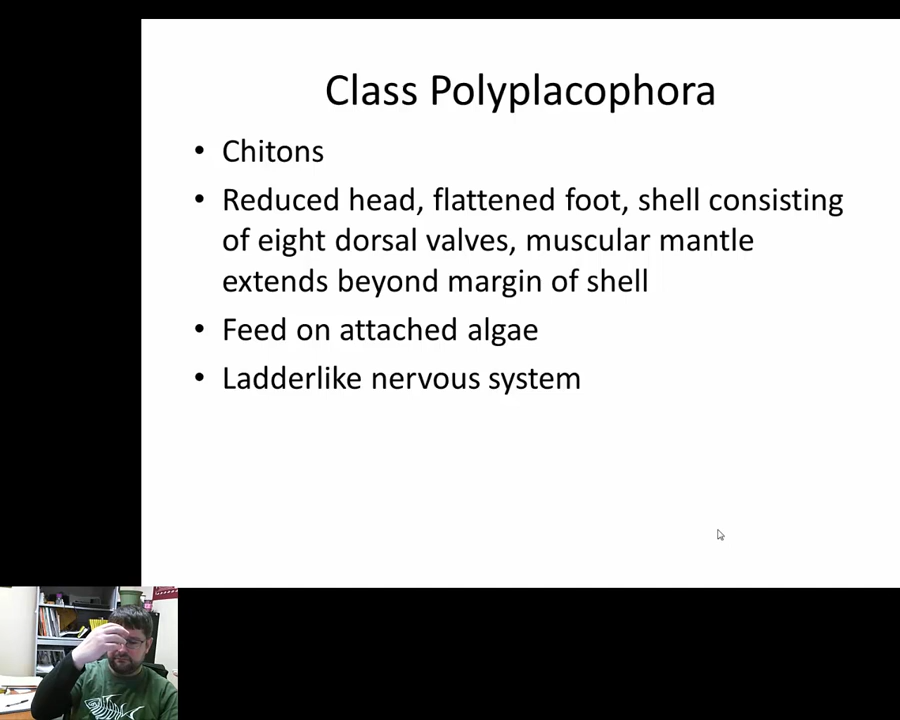 Class Polyplacophora
• Chitons
• Reduced head, flattened foot, shell consisting
of eight dorsal valves, muscular mantle
extends beyond margin of shell
• Feed on attached algae
• Ladderlike nervous system